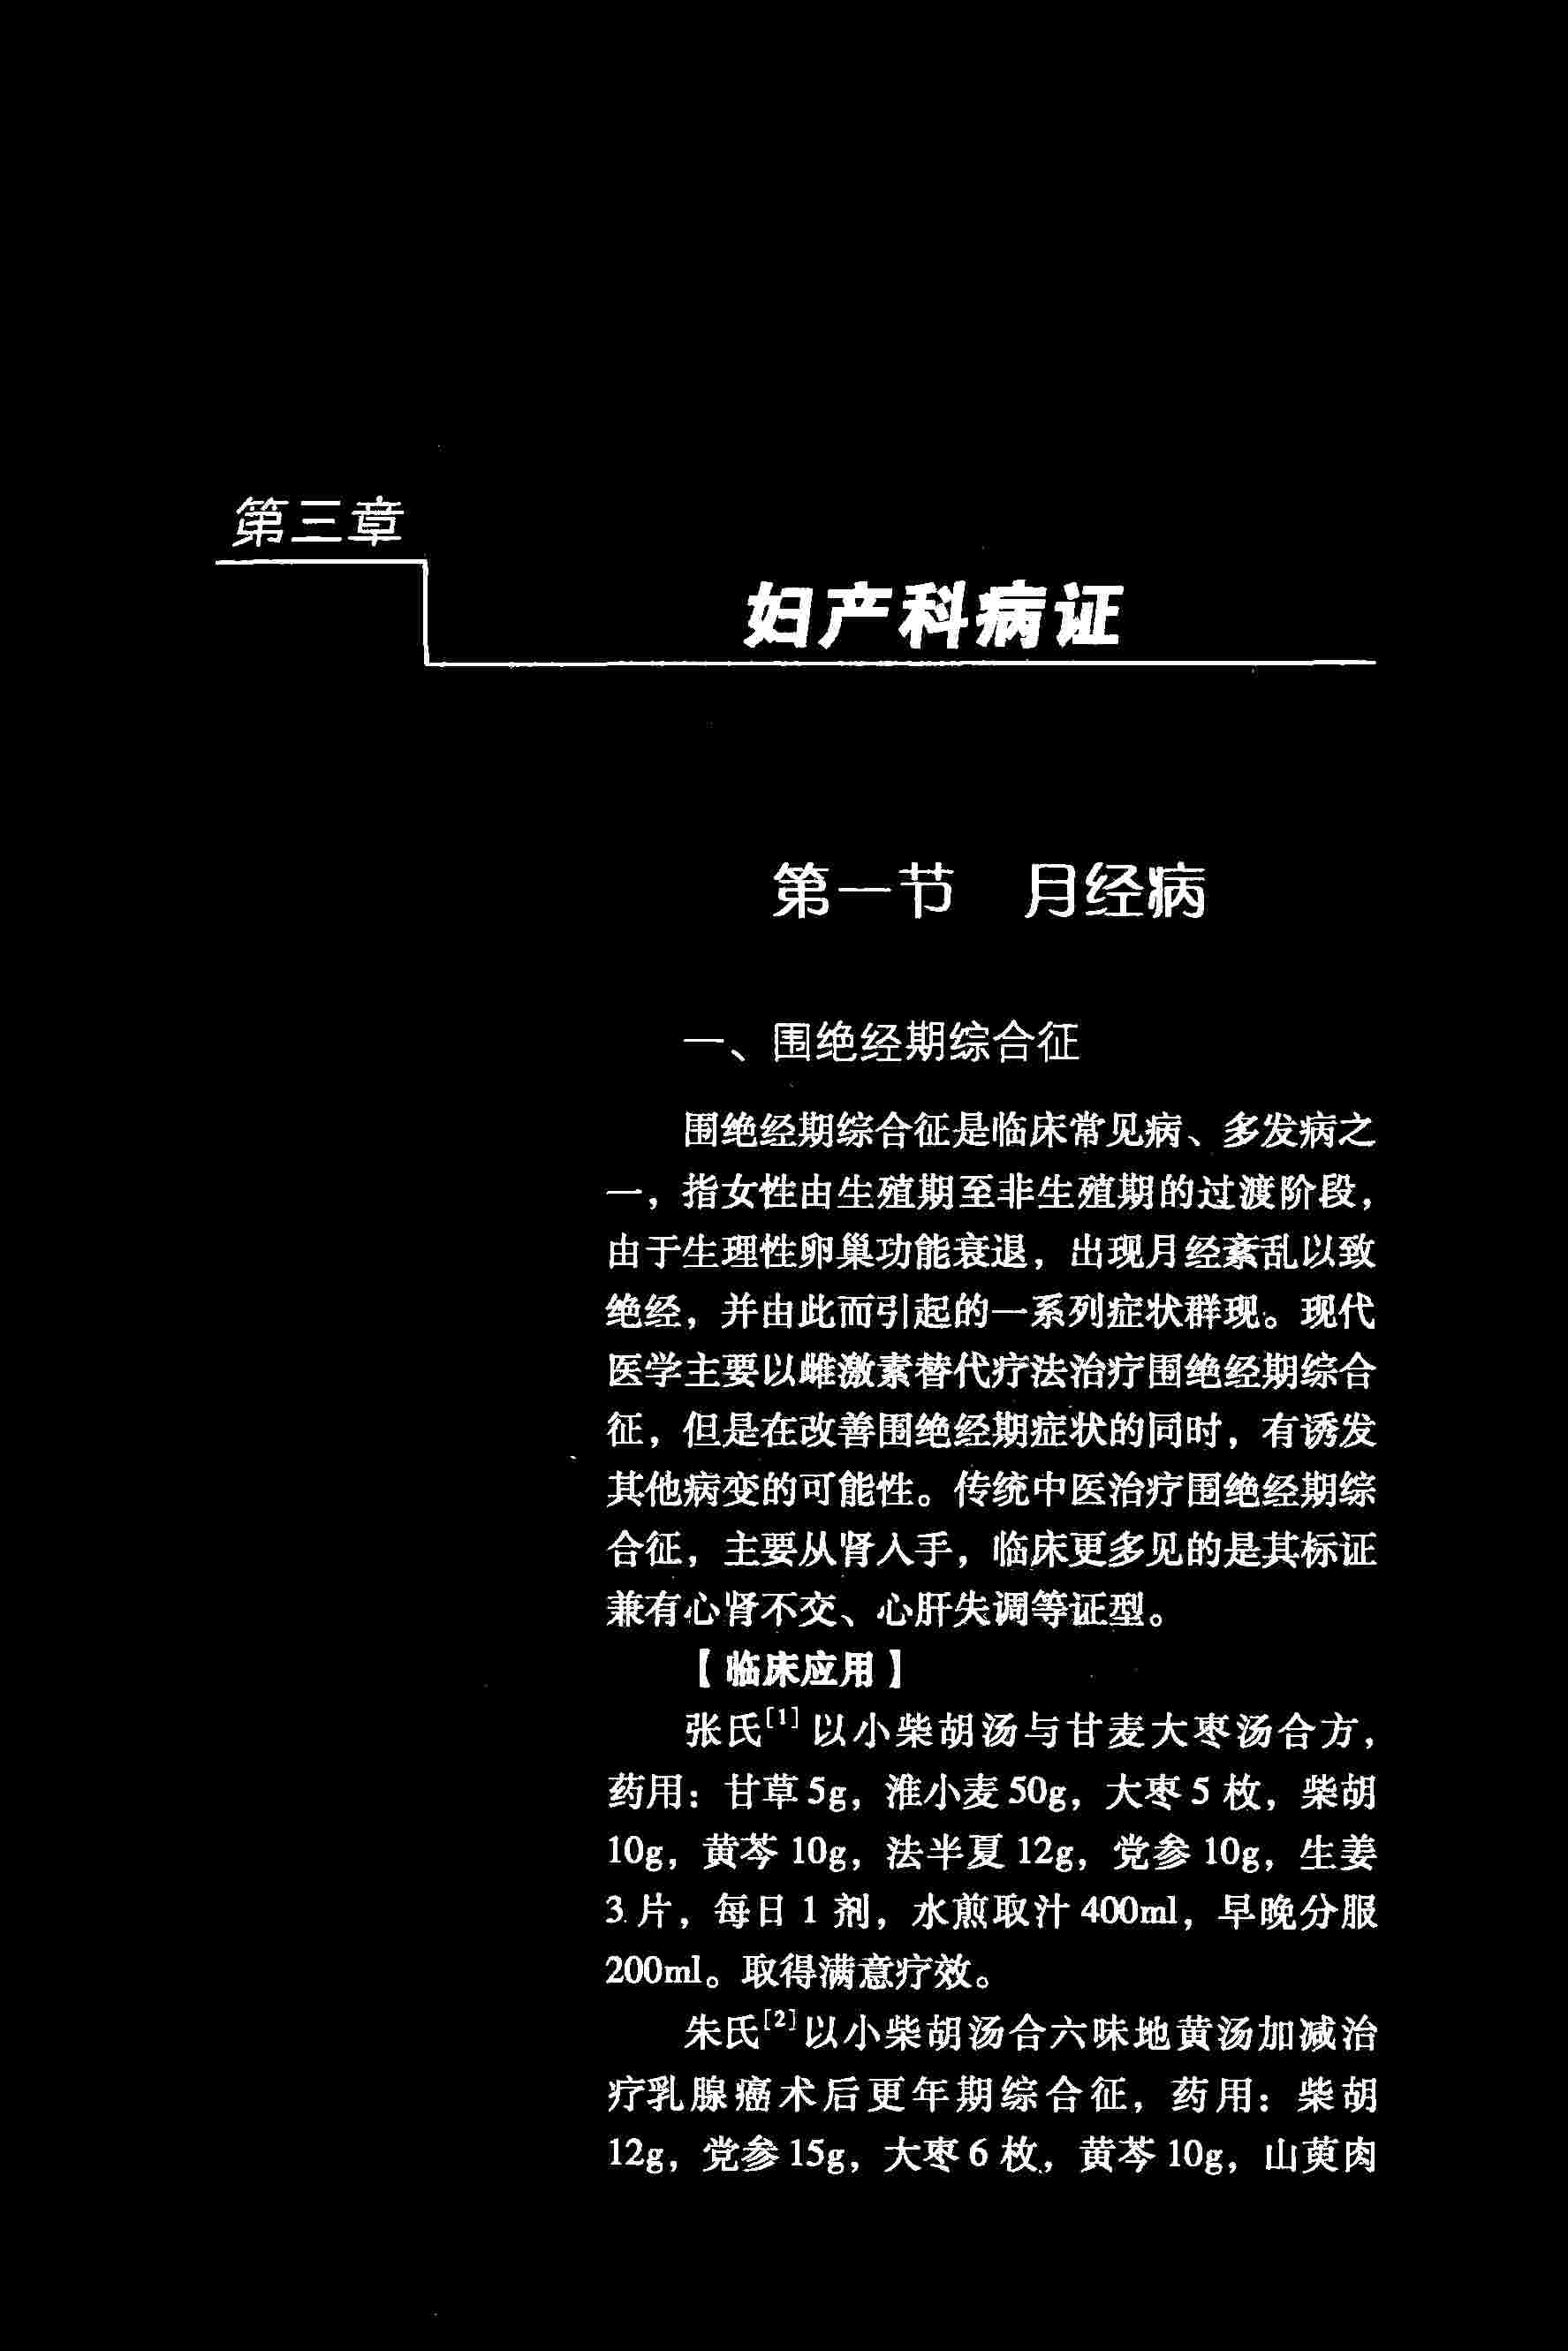 第三章
妇产科病证
第一节 月经病
一、围绝经期综合征
围绝经期综合征是临床常见病、多发病之
一，指女性由生殖期至非生殖期的过渡阶段，
由于生理性卵巢功能衰退，出现月经紊乱以致
绝经，并由此而引起的一系列症状群现。现代
医学主要以雌激素替代疗法治疗围绝经期综合
征，但是在改善围绝经期症状的同时，有诱发
其他病变的可能性。传统中医治疗围绝经期综
合征，主要从肾入手，临床更多见的是其标证
兼有心肾不交、心肝失调等证型。
【临床应用】
张氏[1]以小柴胡汤与甘麦大枣汤合方，
药用：甘草5g，淮小麦50g，大枣5枚，柴胡
10g，黄芩10g，法半夏12g，党参10g，生姜
3片，每日1剂，水煎取汁400ml，早晚分服
200ml。取得满意疗效。
朱氏[2]以小柴胡汤合六味地黄汤加减治
疗乳腺癌术后更年期综合征，药用：柴胡
12g，党参15g，大枣6枚，黄芩10g，山萸肉